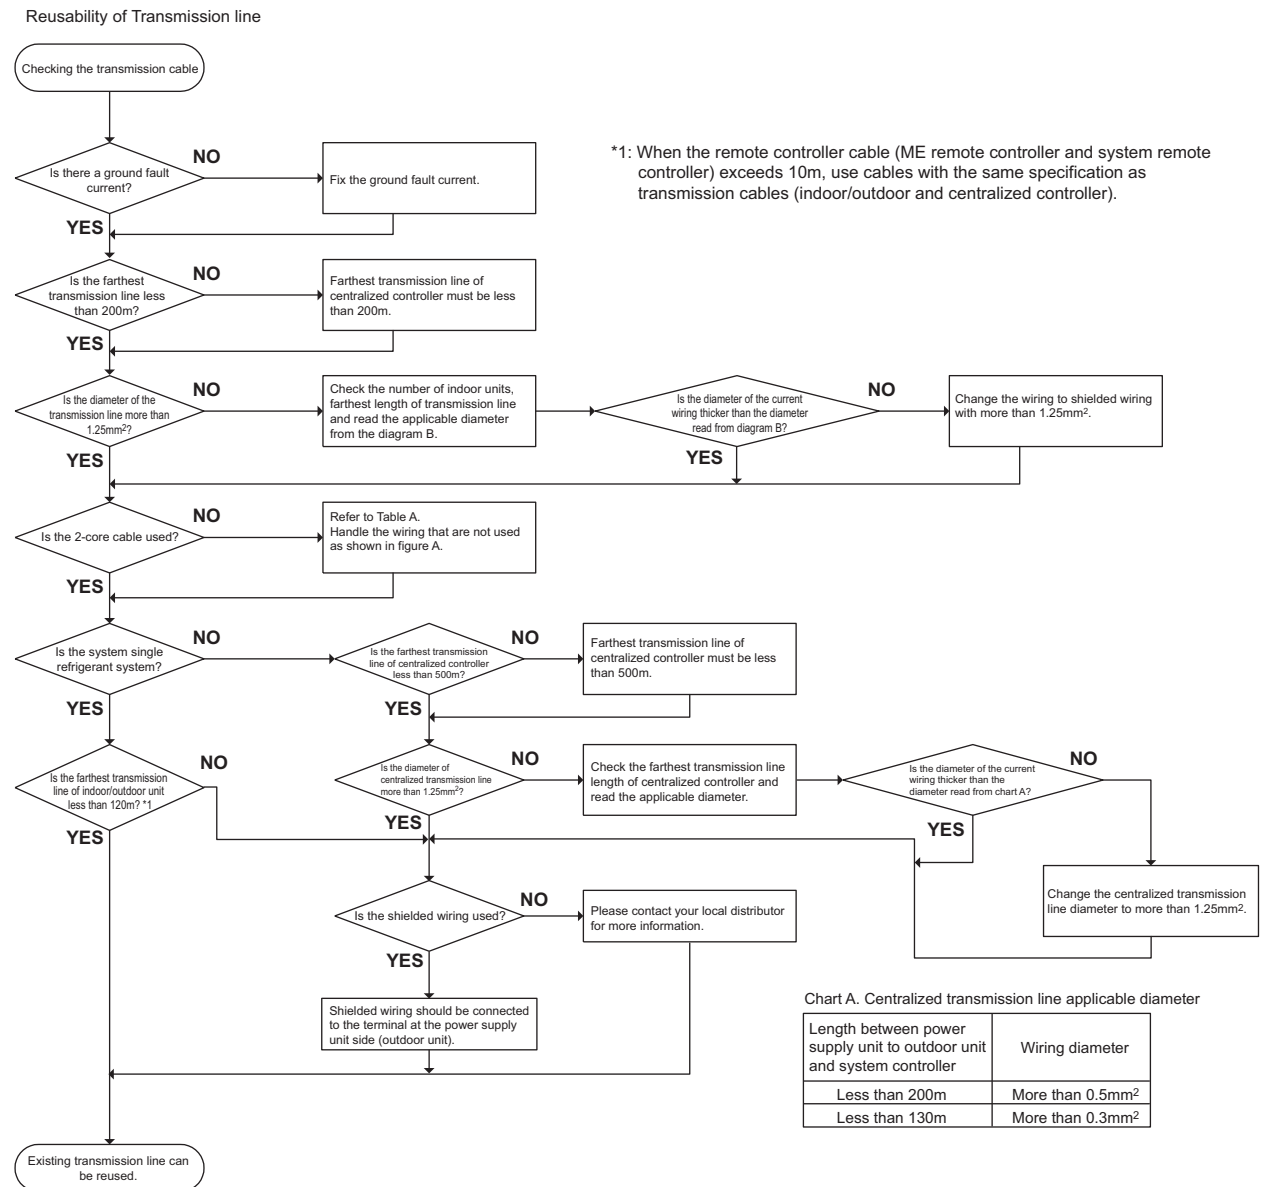 Reusability of Transmission line
Checking the transmission cable
Is there a ground fault
current?
NO
YES
Fix the ground fault current.
*1: When the remote controller cable (ME remote controller and system remote
controller) exceeds 10m, use cables with the same specification as
transmission cables (indoor/outdoor and centralized controller).
Is the farthest
transmission line less
than 200m?
NO
YES
Farthest transmission line of
centralized controller must be less
than 200m.
Is the diameter of the
transmission line more than
1.25mm²?
NO
YES
Check the number of indoor units,
farthest length of transmission line
and read the applicable diameter
from the diagram B.
Is the diameter of the current
wiring thicker than the diameter
read from diagram B?
NO
YES
Change the wiring to shielded wiring
with more than 1.25mm².
Is the 2-core cable used?
NO
YES
Refer to Table A.
Handle the wiring that are not used
as shown in figure A.
Is the system single
refrigerant system?
NO
YES
Is the farthest transmission
line of centralized controller
less than 500m?
NO
YES
Farthest transmission line of
centralized controller must be less
than 500m.
Is the farthest transmission
line of indoor/outdoor unit
less than 120m? *1
NO
YES
Is the diameter of
centralized transmission line
more than 1.25mm²?
NO
YES
Check the farthest transmission line
length of centralized controller and
read the applicable diameter.
Is the diameter of the current
wiring thicker than the
diameter read from chart A?
NO
YES
Change the centralized transmission
line diameter to more than 1.25mm².
Is the shielded wiring used?
NO
YES
Please contact your local distributor
for more information.
Shielded wiring should be connected
to the terminal at the power supply
unit side (outdoor unit).
Chart A. Centralized transmission line applicable diameter
Length between power
supply unit to outdoor unit
and system controller
Wiring diameter
Less than 200m
More than 0.5mm²
Less than 130m
More than 0.3mm²
Existing transmission line can
be reused.